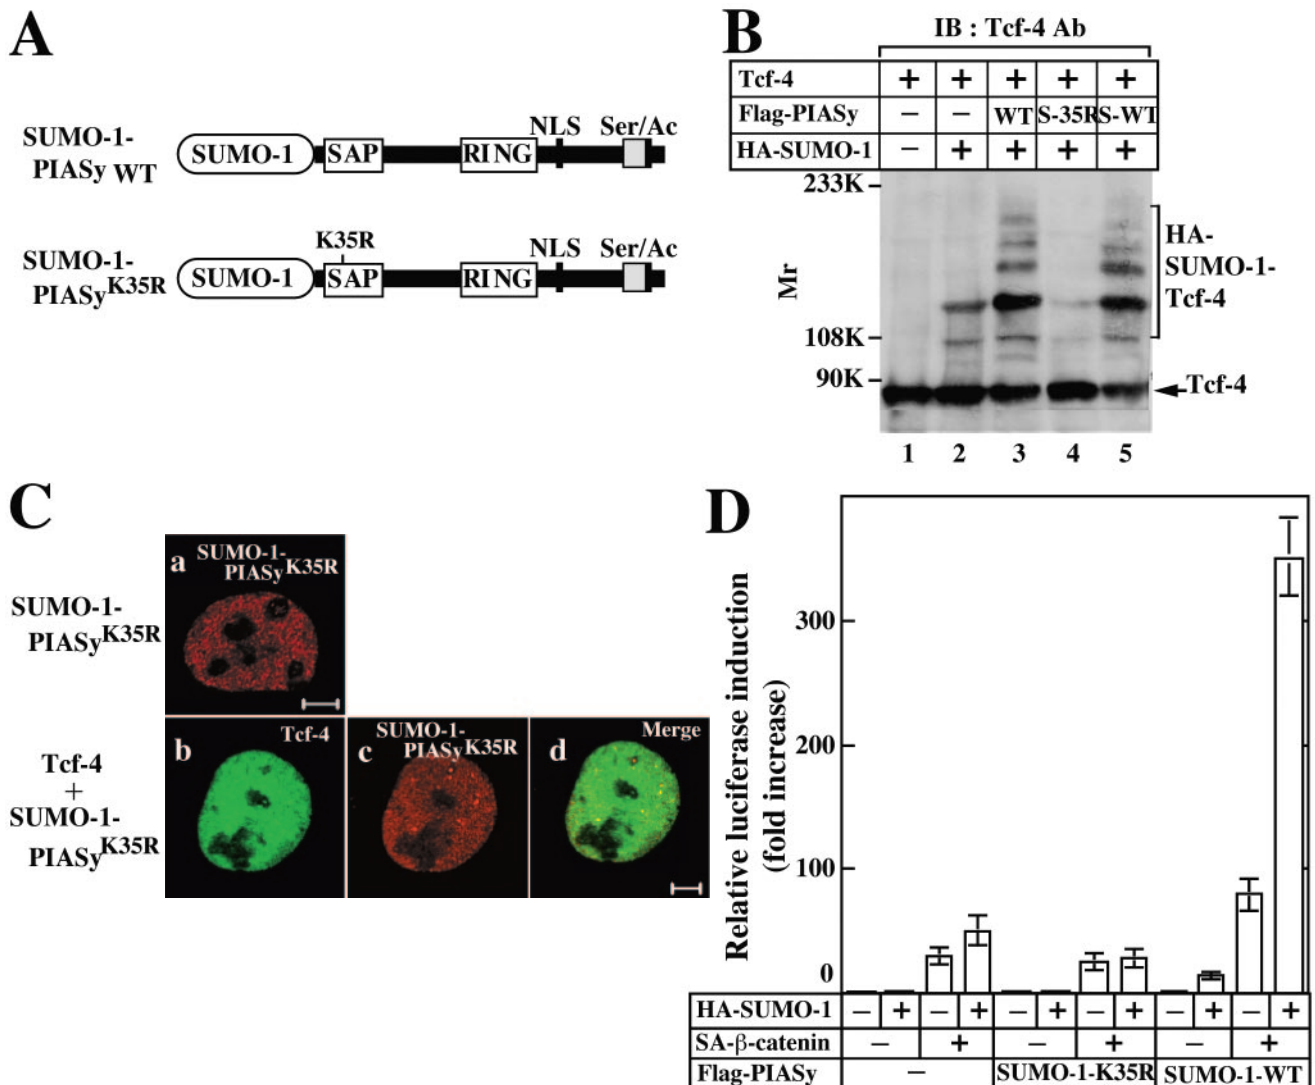 A
SUMO-1-
PIASy WT
SUMO-1
SAP
RING
NLS
Ser/Ac
K35R
SUMO-1-
PIASyK35R
SUMO-1
SAP
RING
NLS
Ser/Ac
B
IB : Tcf-4 Ab
Tcf-4 + + + + +
Flag-PIASy − − WT S-35R S-WT
HA-SUMO-1 − + + + +
233K
108K
90K
Mr
HA-
SUMO-1-
Tcf-4
Tcf-4
1 2 3 4 5
C
SUMO-1-
PIASyK35R
a
SUMO-1-
PIASyK35R
Tcf-4
+
SUMO-1-
PIASyK35R
b
Tcf-4
c
SUMO-1-
PIASyK35R
d
Merge
D
Relative luciferase induction
(fold increase)
300
200
100
0
HA-SUMO-1 − + − + − + − + − + − +
SA-β-catenin − + − + − +
Flag-PIASy − SUMO-1-K35R SUMO-1-WT